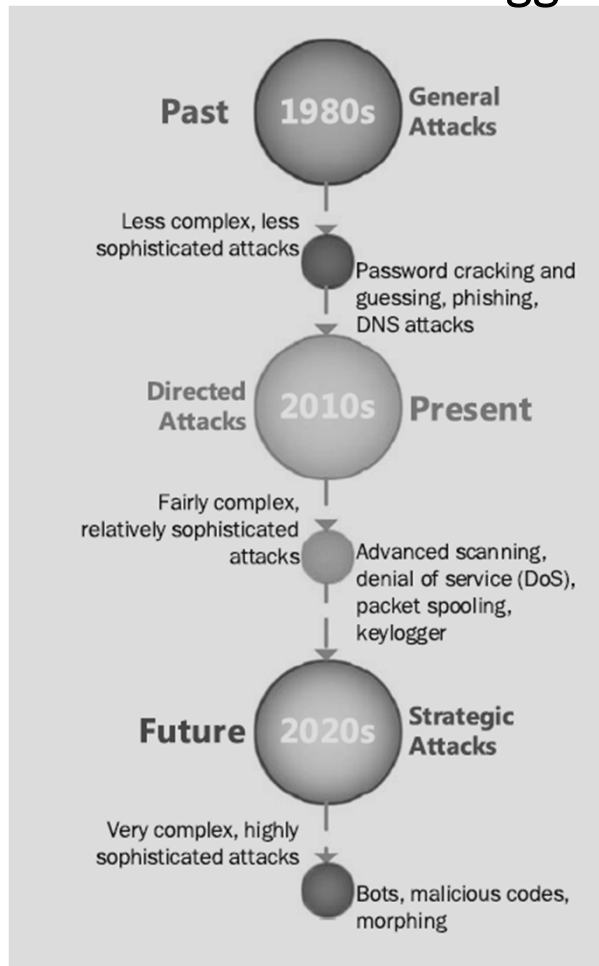 Past
1980s
General
Attacks
Less complex, less
sophisticated attacks
Password cracking and
guessing, phishing,
DNS attacks
Directed
Attacks
2010s
Present
Fairly complex,
relatively sophisticated
attacks
Advanced scanning,
denial of service (DoS),
packet spooling,
keylogger
Future
2020s
Strategic
Attacks
Very complex, highly
sophisticated attacks
Bots, malicious codes,
morphing